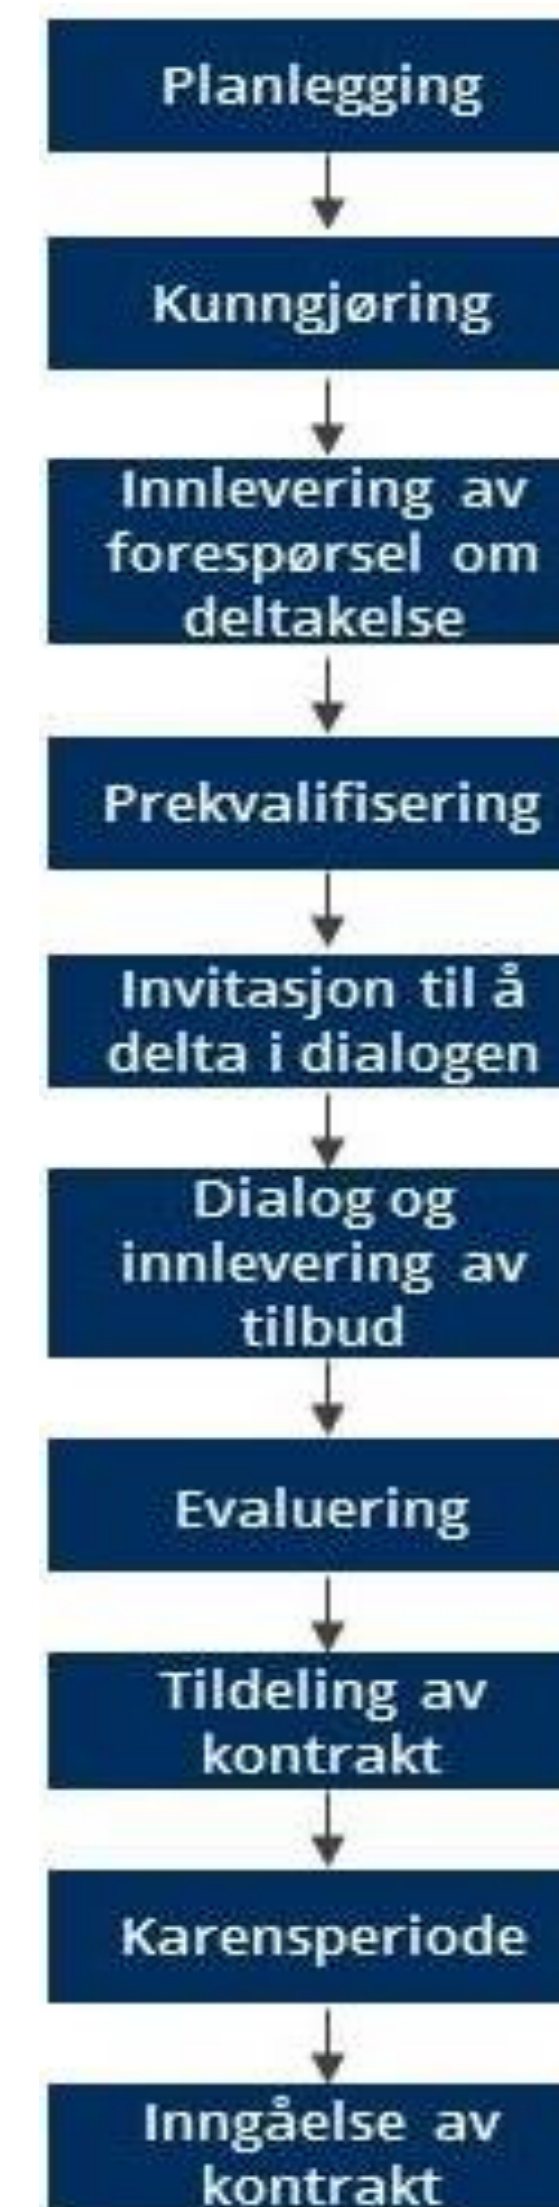 Planlegging
Kunngjøring
Innlevering av
forespørsel om
deltakelse
Prekvalifisering
Invitasjon til å
delta i dialogen
Dialog og
innlevering av
tilbud
Evaluering
Tildeling av
kontrakt
Karensperiode
Inngåelse av
kontrakt